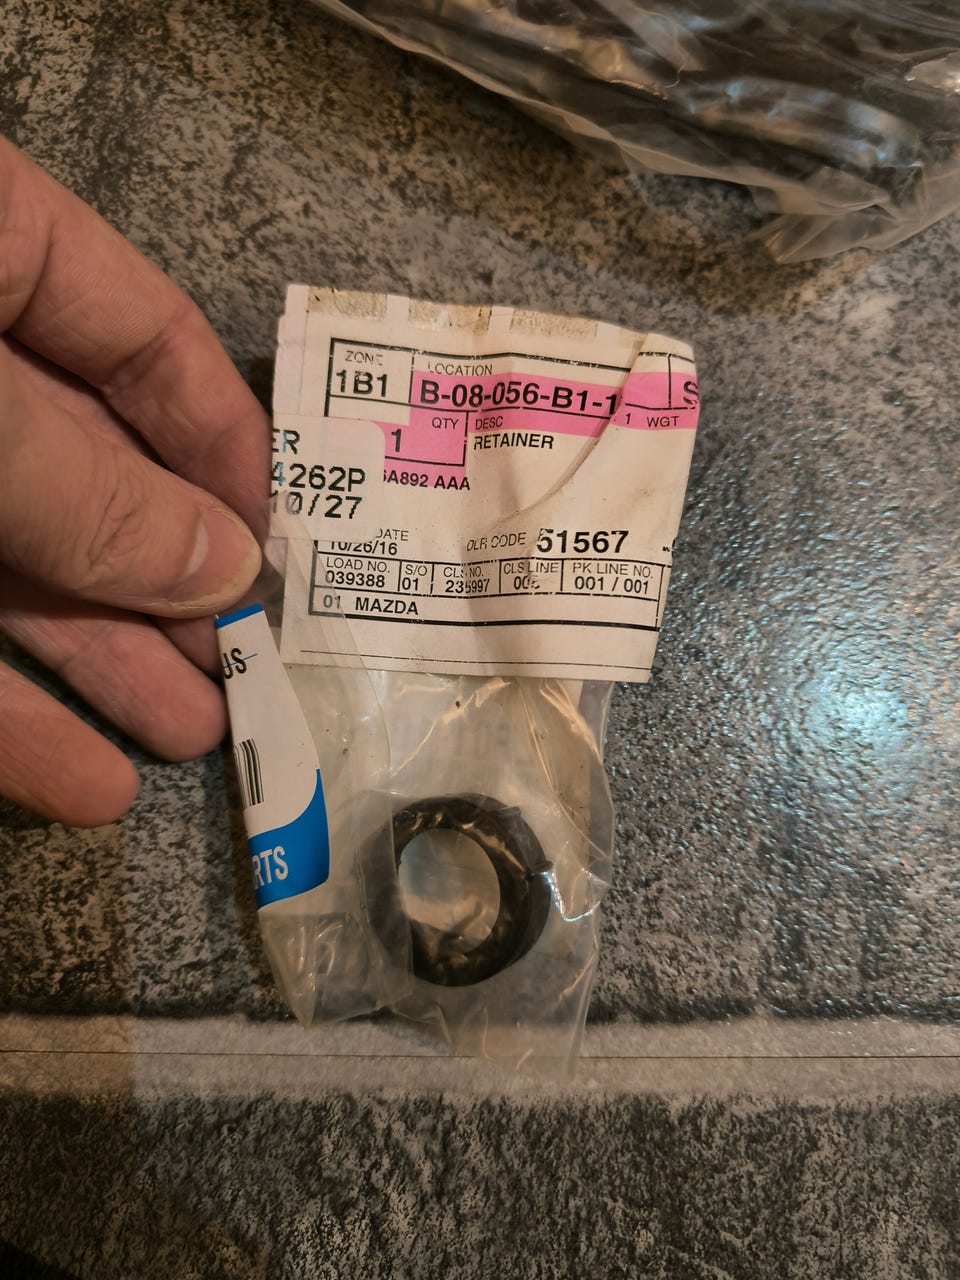 ZONE LOCATION
1B1 B-08-056-B1-1 S
QTY DESC 1 WGT
1 RETAINER
ER
6A892 AAA
4262P
10/27
DATE DLR CODE 51567
10/26/16
LOAD NO. S/O CLS NO. CLS LINE PK LINE NO.
039388 01 001 / 001
01 MAZDA
US
RTS